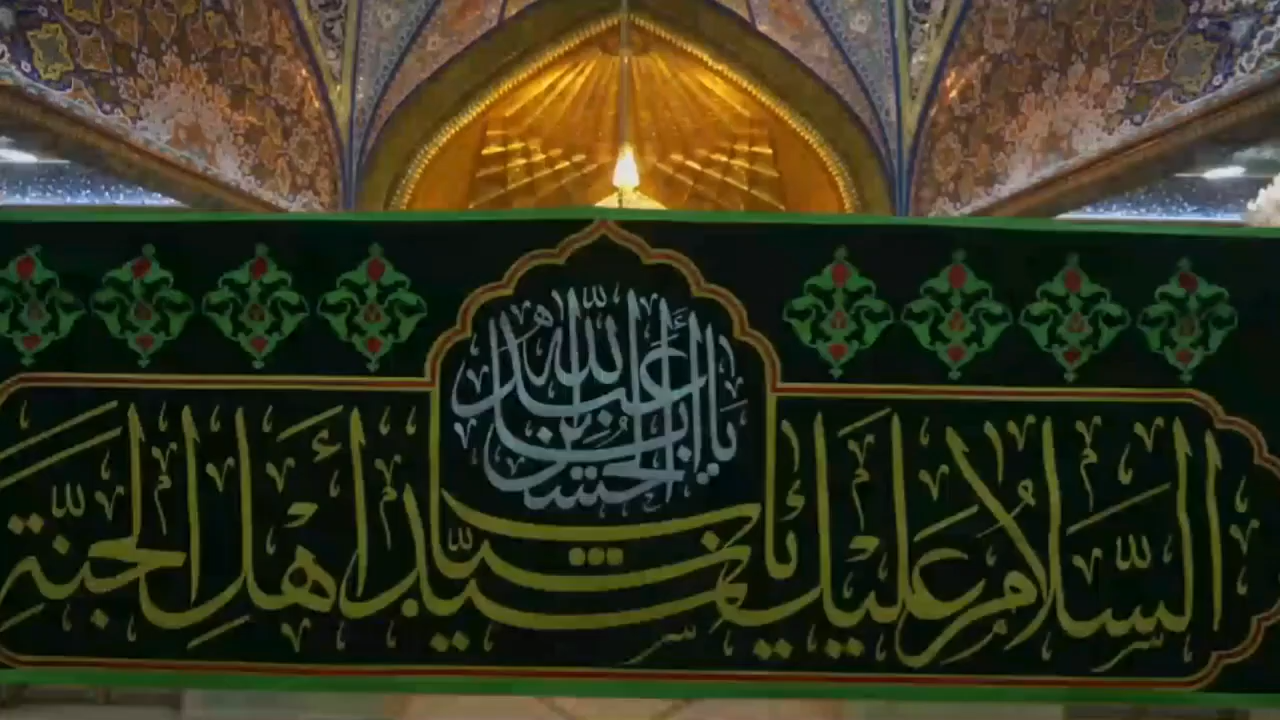 يا أبا عبد الله الحسين
السلام عليك يا سيد شباب أهل الجنة